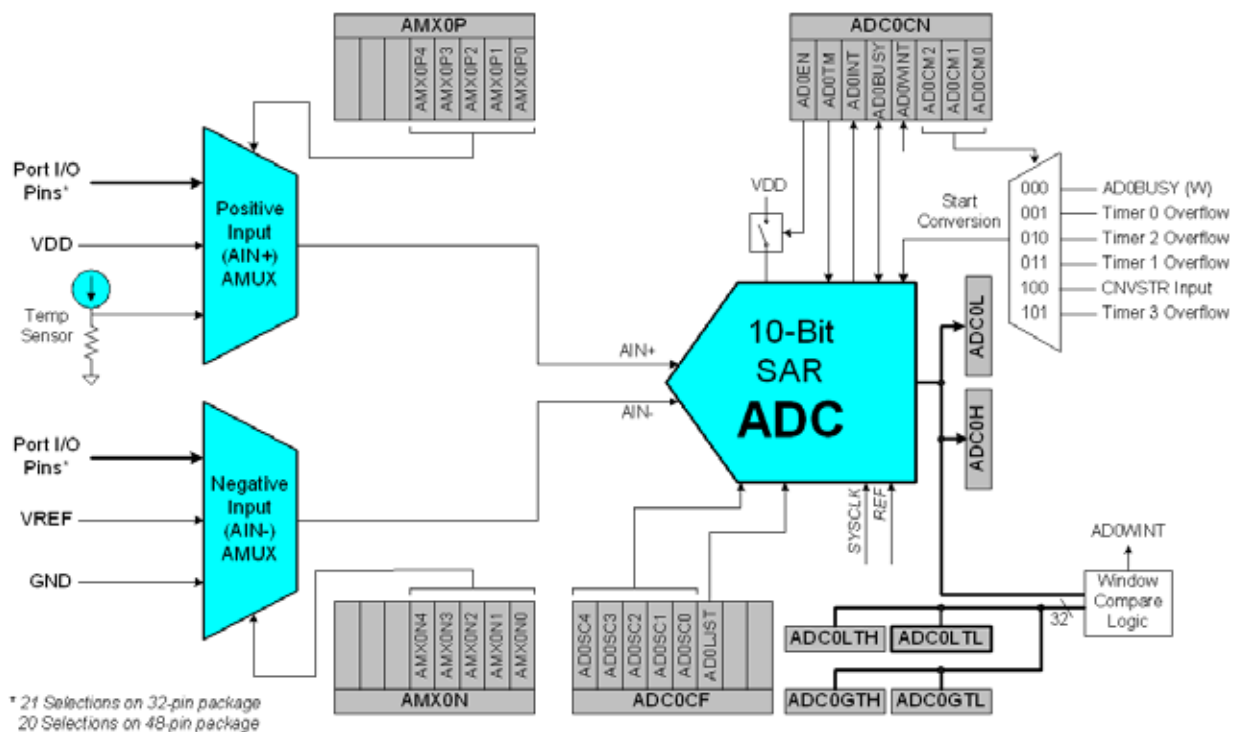 AMX0P
AMX0P4
AMX0P3
AMX0P2
AMX0P1
AMX0P0
ADC0CN
AD0EN
AD0TM
AD0INT
AD0BUSY
AD0WINT
AD0CM2
AD0CM1
AD0CM0
Port I/O
Pins*
VDD
Temp
Sensor
Positive
Input
(AIN+)
AMUX
VDD
Start
Conversion
000
001
010
011
100
101
AD0BUSY (W)
Timer 0 Overflow
Timer 2 Overflow
Timer 1 Overflow
CNVSTR Input
Timer 3 Overflow
AIN+
AIN-
10-Bit
SAR
ADC
ADC0L
ADC0H
Port I/O
Pins*
VREF
GND
Negative
Input
(AIN-)
AMUX
SYSCLK
REF
AD0WINT
Window
Compare
Logic
32
AMX0N4
AMX0N3
AMX0N2
AMX0N1
AMX0N0
AMX0N
AD0SC4
AD0SC3
AD0SC2
AD0SC1
AD0SC0
AD0LJST
ADC0CF
ADC0LTH
ADC0LTL
ADC0GTH
ADC0GTL
* 21 Selections on 32-pin package
20 Selections on 48-pin package